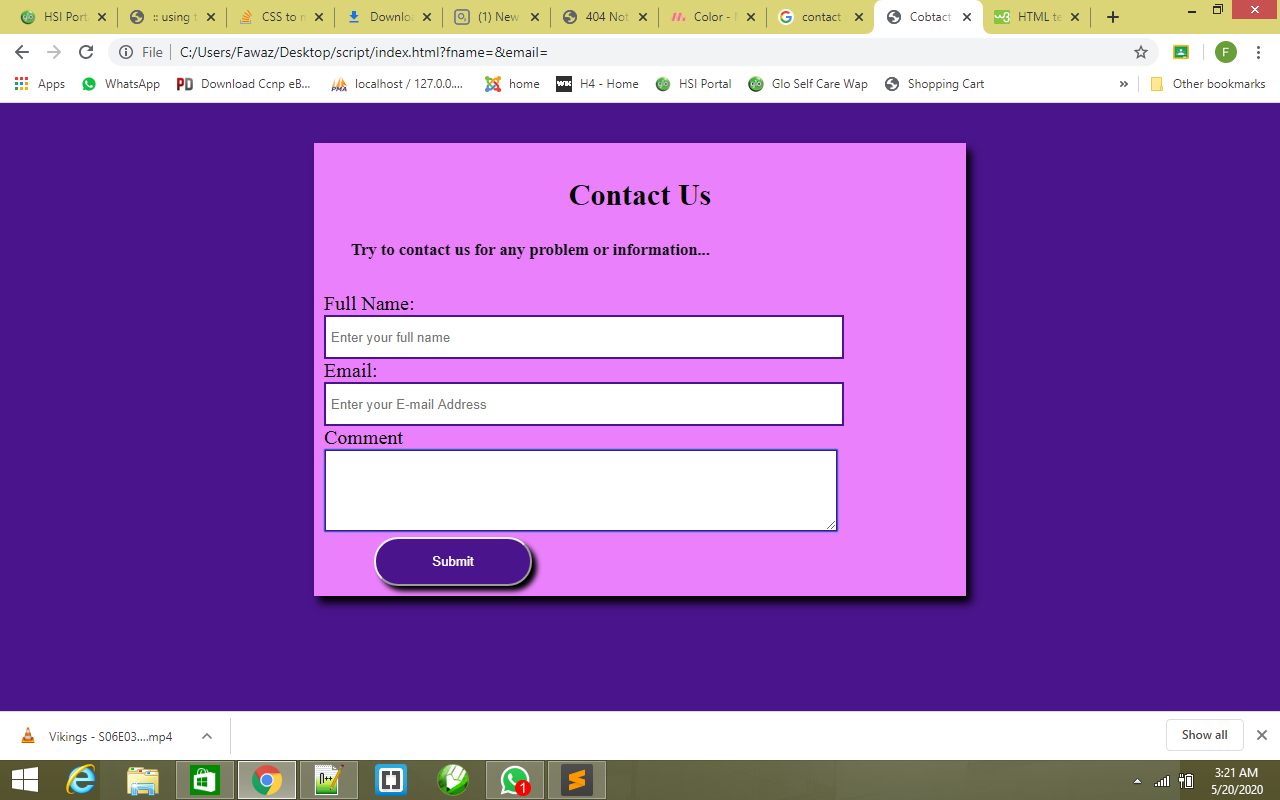 HSI Port :: using t CSS to m Downloa (1) New 404 Not Color - contact Cobtact HTML te
File C:/Users/Fawaz/Desktop/script/index.html?fname=&email= F
Apps WhatsApp PD Download Ccnp eB... PMA localhost / 127.0.0.... home H4 - Home HSI Portal Glo Self Care Wap Shopping Cart » Other bookmarks
Contact Us
Try to contact us for any problem or information...
Full Name:
Enter your full name
Email:
Enter your E-mail Address
Comment
Submit
Vikings - S06E03....mp4 Show all
1 3:21 AM
5/20/2020